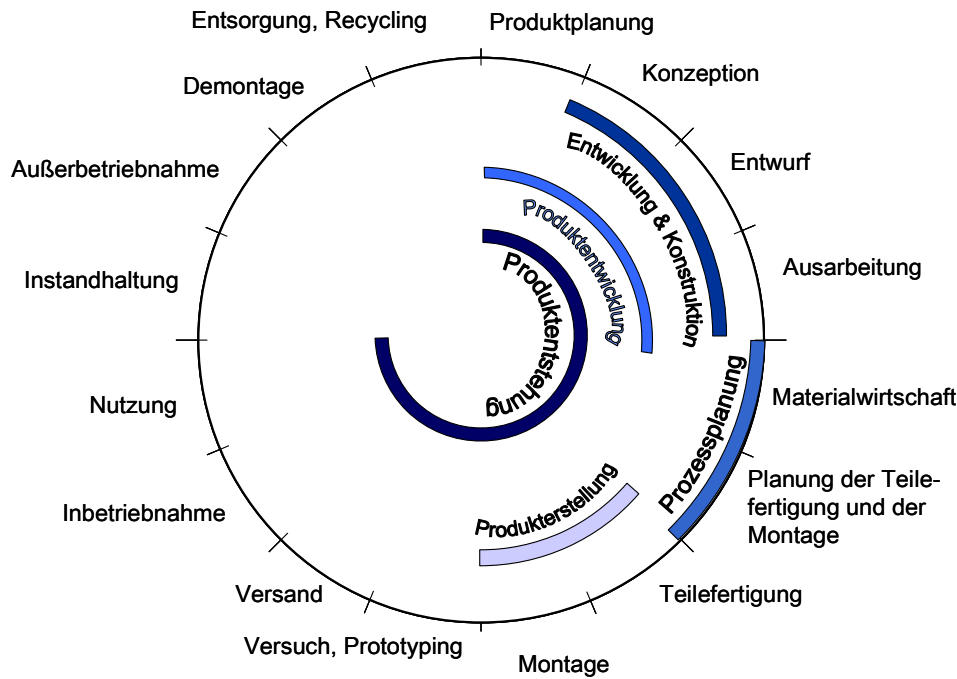 Entsorgung, Recycling
Produktplanung
Konzeption
Entwurf
Ausarbeitung
Materialwirtschaft
Planung der Teile-
fertigung und der
Montage
Teilefertigung
Montage
Versuch, Prototyping
Versand
Inbetriebnahme
Nutzung
Instandhaltung
Außerbetriebnahme
Demontage
Entwicklung & Konstruktion
Produktentwicklung
Produktentstehung
Prozessplanung
Produkterstellung